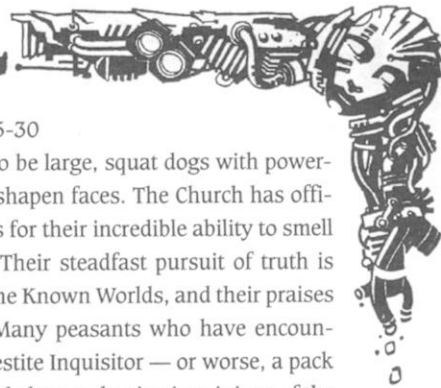 5-30
o be large, squat dogs with power-
shapen faces. The Church has offi-
s for their incredible ability to smell
Their steadfast pursuit of truth is
he Known Worlds, and their praises
Many peasants who have encoun-
estite Inquisitor — or worse, a pack